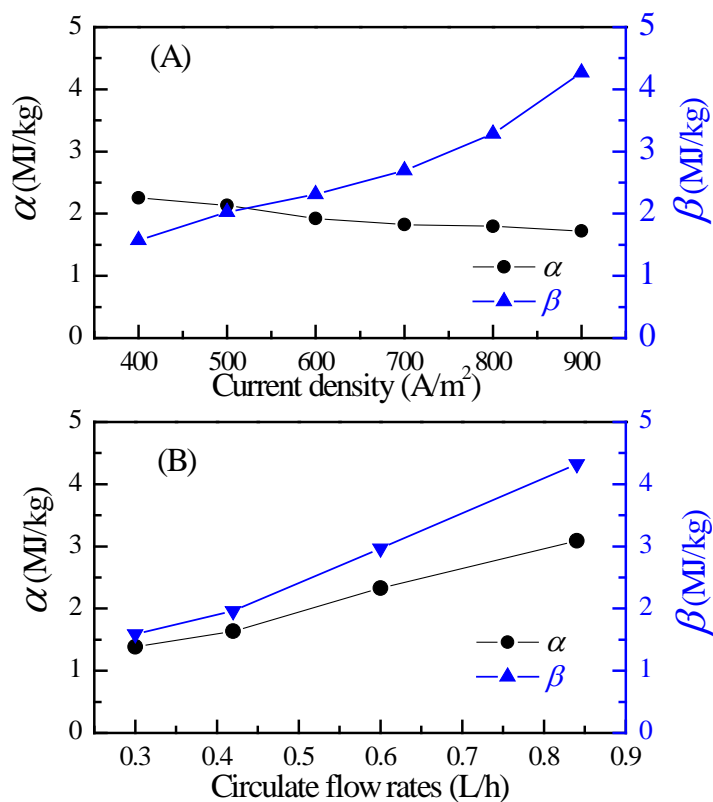 (A)
5
4
3
2
1
0
α (MJ/kg)
5
4
3
2
1
0
β (MJ/kg)
α
β
400 500 600 700 800 900
Current density (A/m²)
(B)
5
4
3
2
1
0
α (MJ/kg)
5
4
3
2
1
0
β (MJ/kg)
α
β
0.3 0.4 0.5 0.6 0.7 0.8 0.9
Circulate flow rates (L/h)